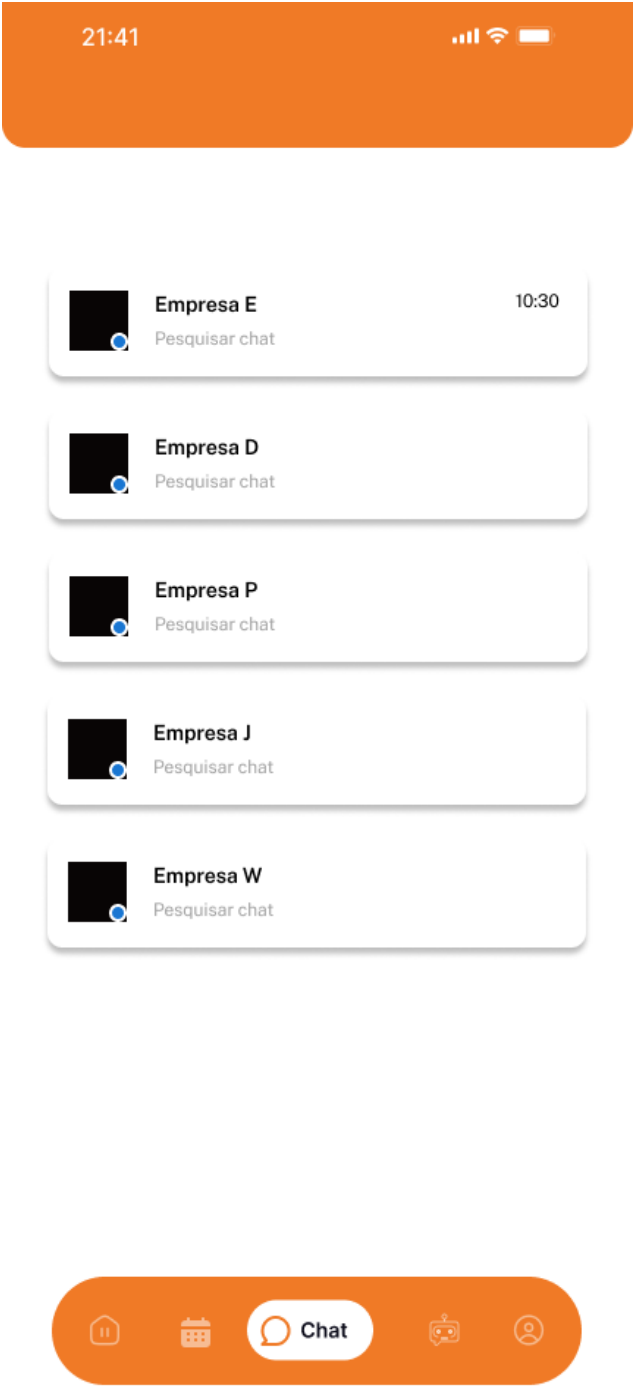 21:41
Empresa E
10:30
Pesquisar chat
Empresa D
Pesquisar chat
Empresa P
Pesquisar chat
Empresa J
Pesquisar chat
Empresa W
Pesquisar chat
Chat